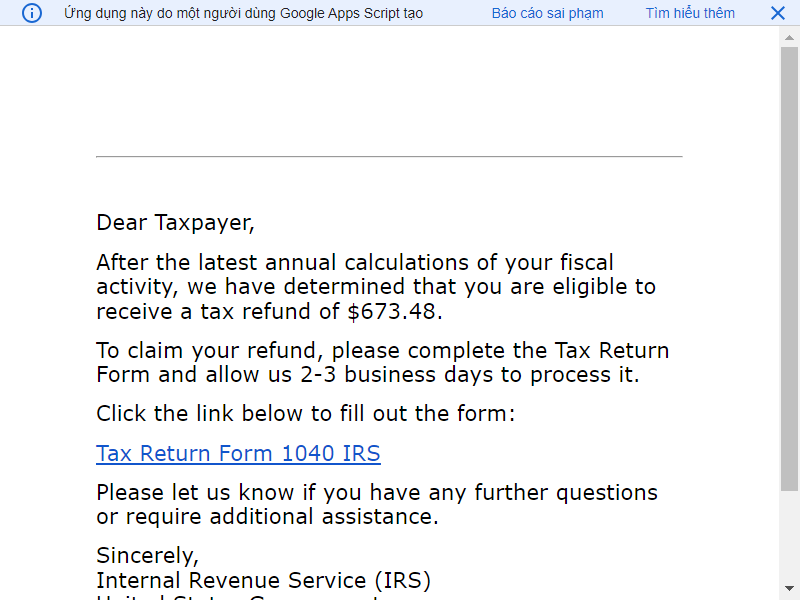 Ứng dụng này do một người dùng Google Apps Script tạo Báo cáo sai phạm Tìm hiểu thêm
Dear Taxpayer,
After the latest annual calculations of your fiscal
activity, we have determined that you are eligible to
receive a tax refund of $673.48.
To claim your refund, please complete the Tax Return
Form and allow us 2-3 business days to process it.
Click the link below to fill out the form:
Tax Return Form 1040 IRS
Please let us know if you have any further questions
or require additional assistance.
Sincerely,
Internal Revenue Service (IRS)